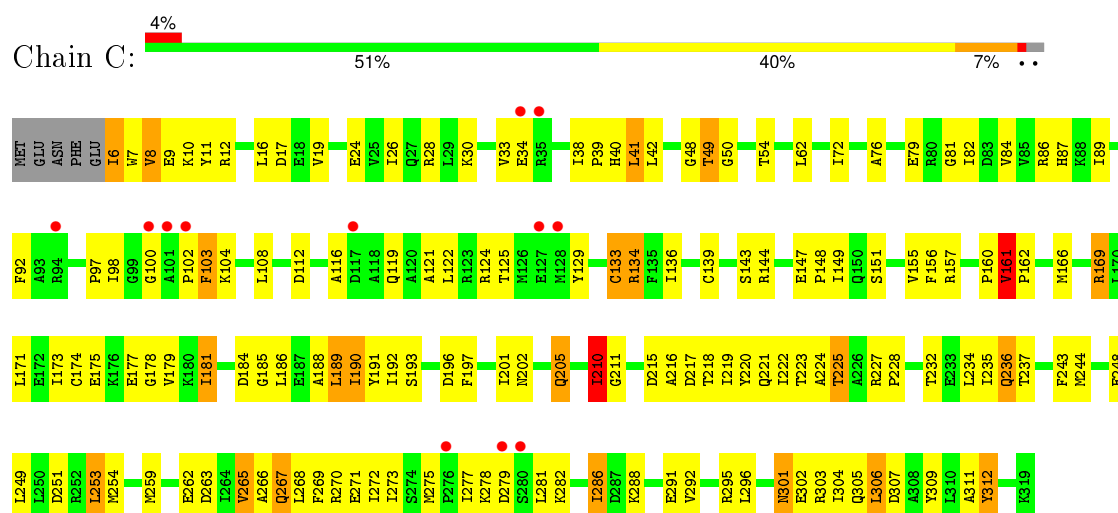 4%
Chain C:
51% 40% 7% ••
MET GLU ASN PHE GLU I6 W7 V8 E9 K10 Y11 R12 L16 D17 E18 V19 E24 V25 I26 Q27 R28 L29 K30 V33 E34 R35 I38 P39 H40 L41 L42 G48 T49 G50 T54 L62 I72 A76 E79 R80 G81 I82 D83 V84 V85 R86 H87 K88 I89
F92 A93 R94 P97 I98 G99 G100 A101 P102 F103 K104 L108 D112 A116 D117 A118 Q119 A120 A121 L122 R123 R124 T125 M126 E127 M128 Y129 C133 R134 F135 I136 C139 S143 R144 E147 P148 I149 Q150 S151 V155 F156 R157 P160 V161 P162 M166 R169 L170
L171 E172 I173 C174 E175 K176 E177 G178 V179 K180 I181 D184 G185 L186 E187 A188 L189 I190 Y191 I192 S193 D196 F197 I201 N202 Q205 I210 G211 D215 A216 D217 T218 I219 Y220 Q221 I222 T223 A224 T225 A226 R227 P228 T232 E233 L234 I235 Q236 T237 F243 M244
L249 L250 D251 R252 L253 M254 M259 E262 D263 I264 V265 A266 Q267 L268 F269 R270 E271 I272 I273 S274 M275 P276 I277 K278 D279 S280 L281 K282 I286 D287 K288 E291 V292 R295 L296 N301 E302 R303 I304 Q305 L306 D307 A308 Y309 L310 A311 Y312 K319